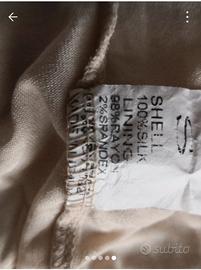 S
SHELL
100% SILK
LINING
98% RAYON
2% SPANDEX
subito